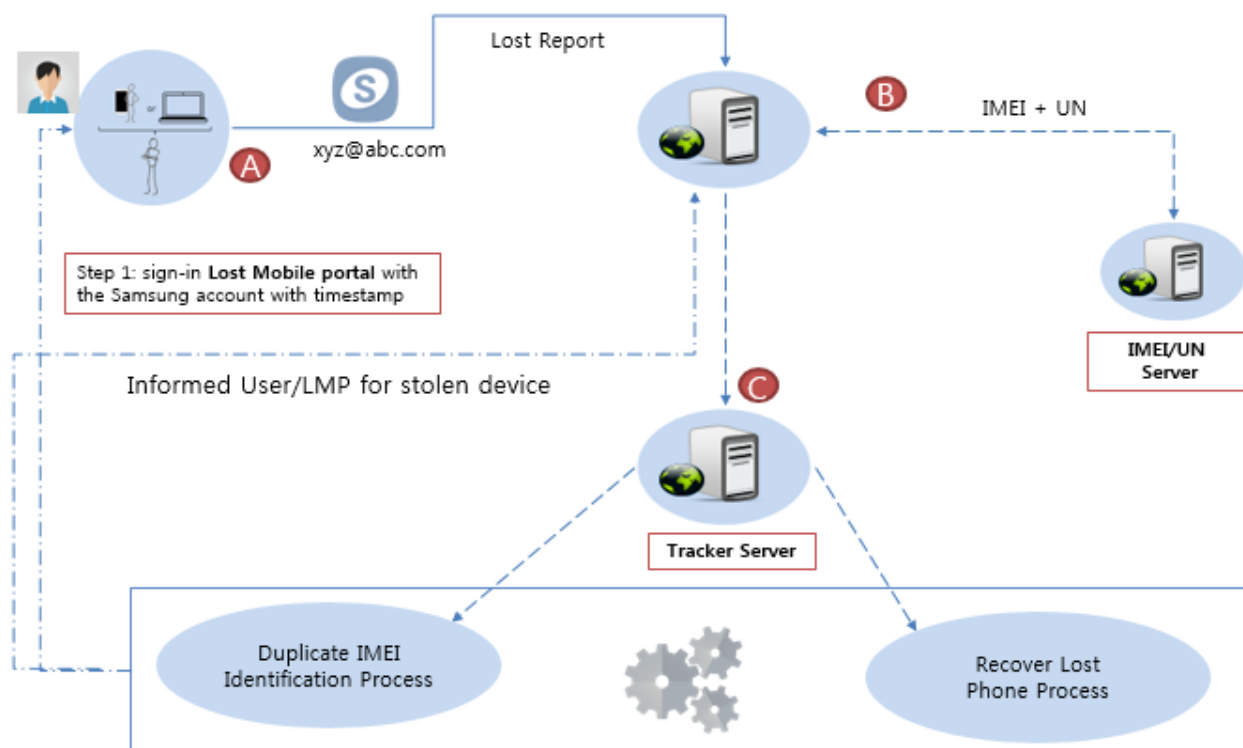 Lost Report
S
B
IMEI + UN
or
A
xyz@abc.com
Step 1: sign-in Lost Mobile portal with
the Samsung account with timestamp
IMEI/UN
Server
Informed User/LMP for stolen device
C
Tracker Server
Duplicate IMEI
Identification Process
Recover Lost
Phone Process